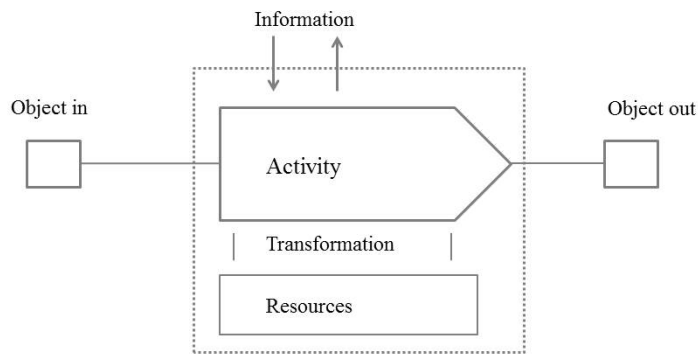 Information
Object in
Object out
Activity
Transformation
Resources